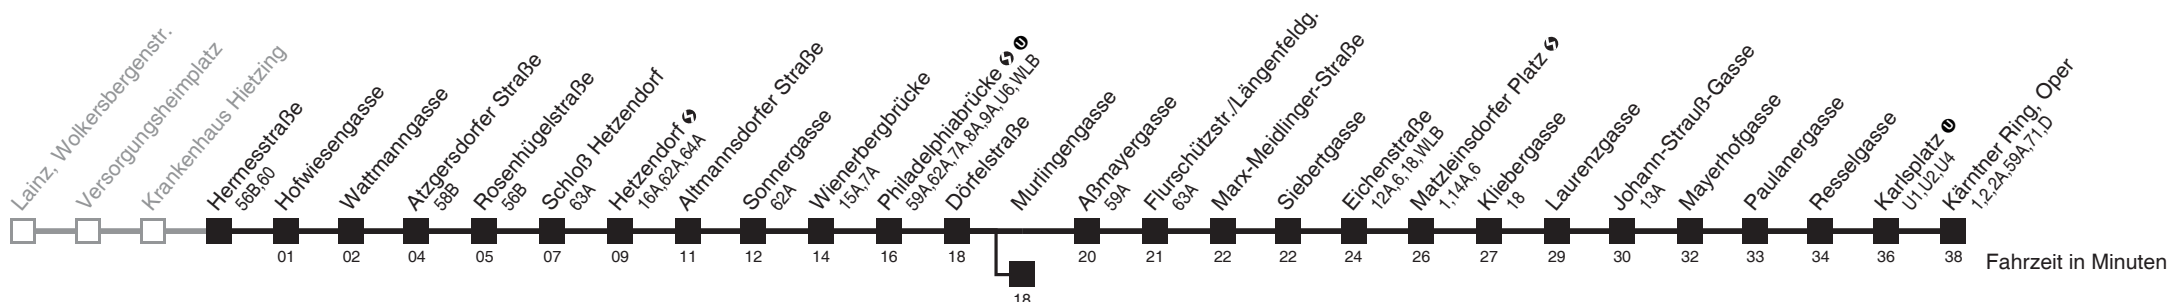 Lainz, Wolkersbergenstr.
Versorgungsheimplatz
Krankenhaus Hietzing
Hermesstraße
56B,60
Hofwiesengasse
Wattmanngasse
Atzgersdorfer Straße
58B
Rosenhügelstraße
56B
Schloß Hetzendorf
63A
Hetzendorf
16A,62A,64A
Altmannsdorfer Straße
Sonnergasse
62A
Wienerbergbrücke
15A,7A
Philadelphiabrücke
59A,62A,7A,8A,9A,U6,WLB
Dörfelstraße
Murlingengasse
Aßmayergasse
59A
Flurschützstr./Längenfeldg.
63A
Marx-Meidlinger-Straße
Siebertgasse
Eichenstraße
12A,6,18,WLB
Matzleinsdorfer Platz
1,14A,6
Kliebergasse
18
Laurenzgasse
Johann-Strauß-Gasse
13A
Mayerhofgasse
Paulanergasse
Resselgasse
Karlsplatz U
U1,U2,U4
Kärntner Ring, Oper
1,2,2A,59A,71,D
01 02 04 05 07 09 11 12 14 16 18 20 21 22 22 24 26 27 29 30 32 33 34 36 38
Fahrzeit in Minuten
18